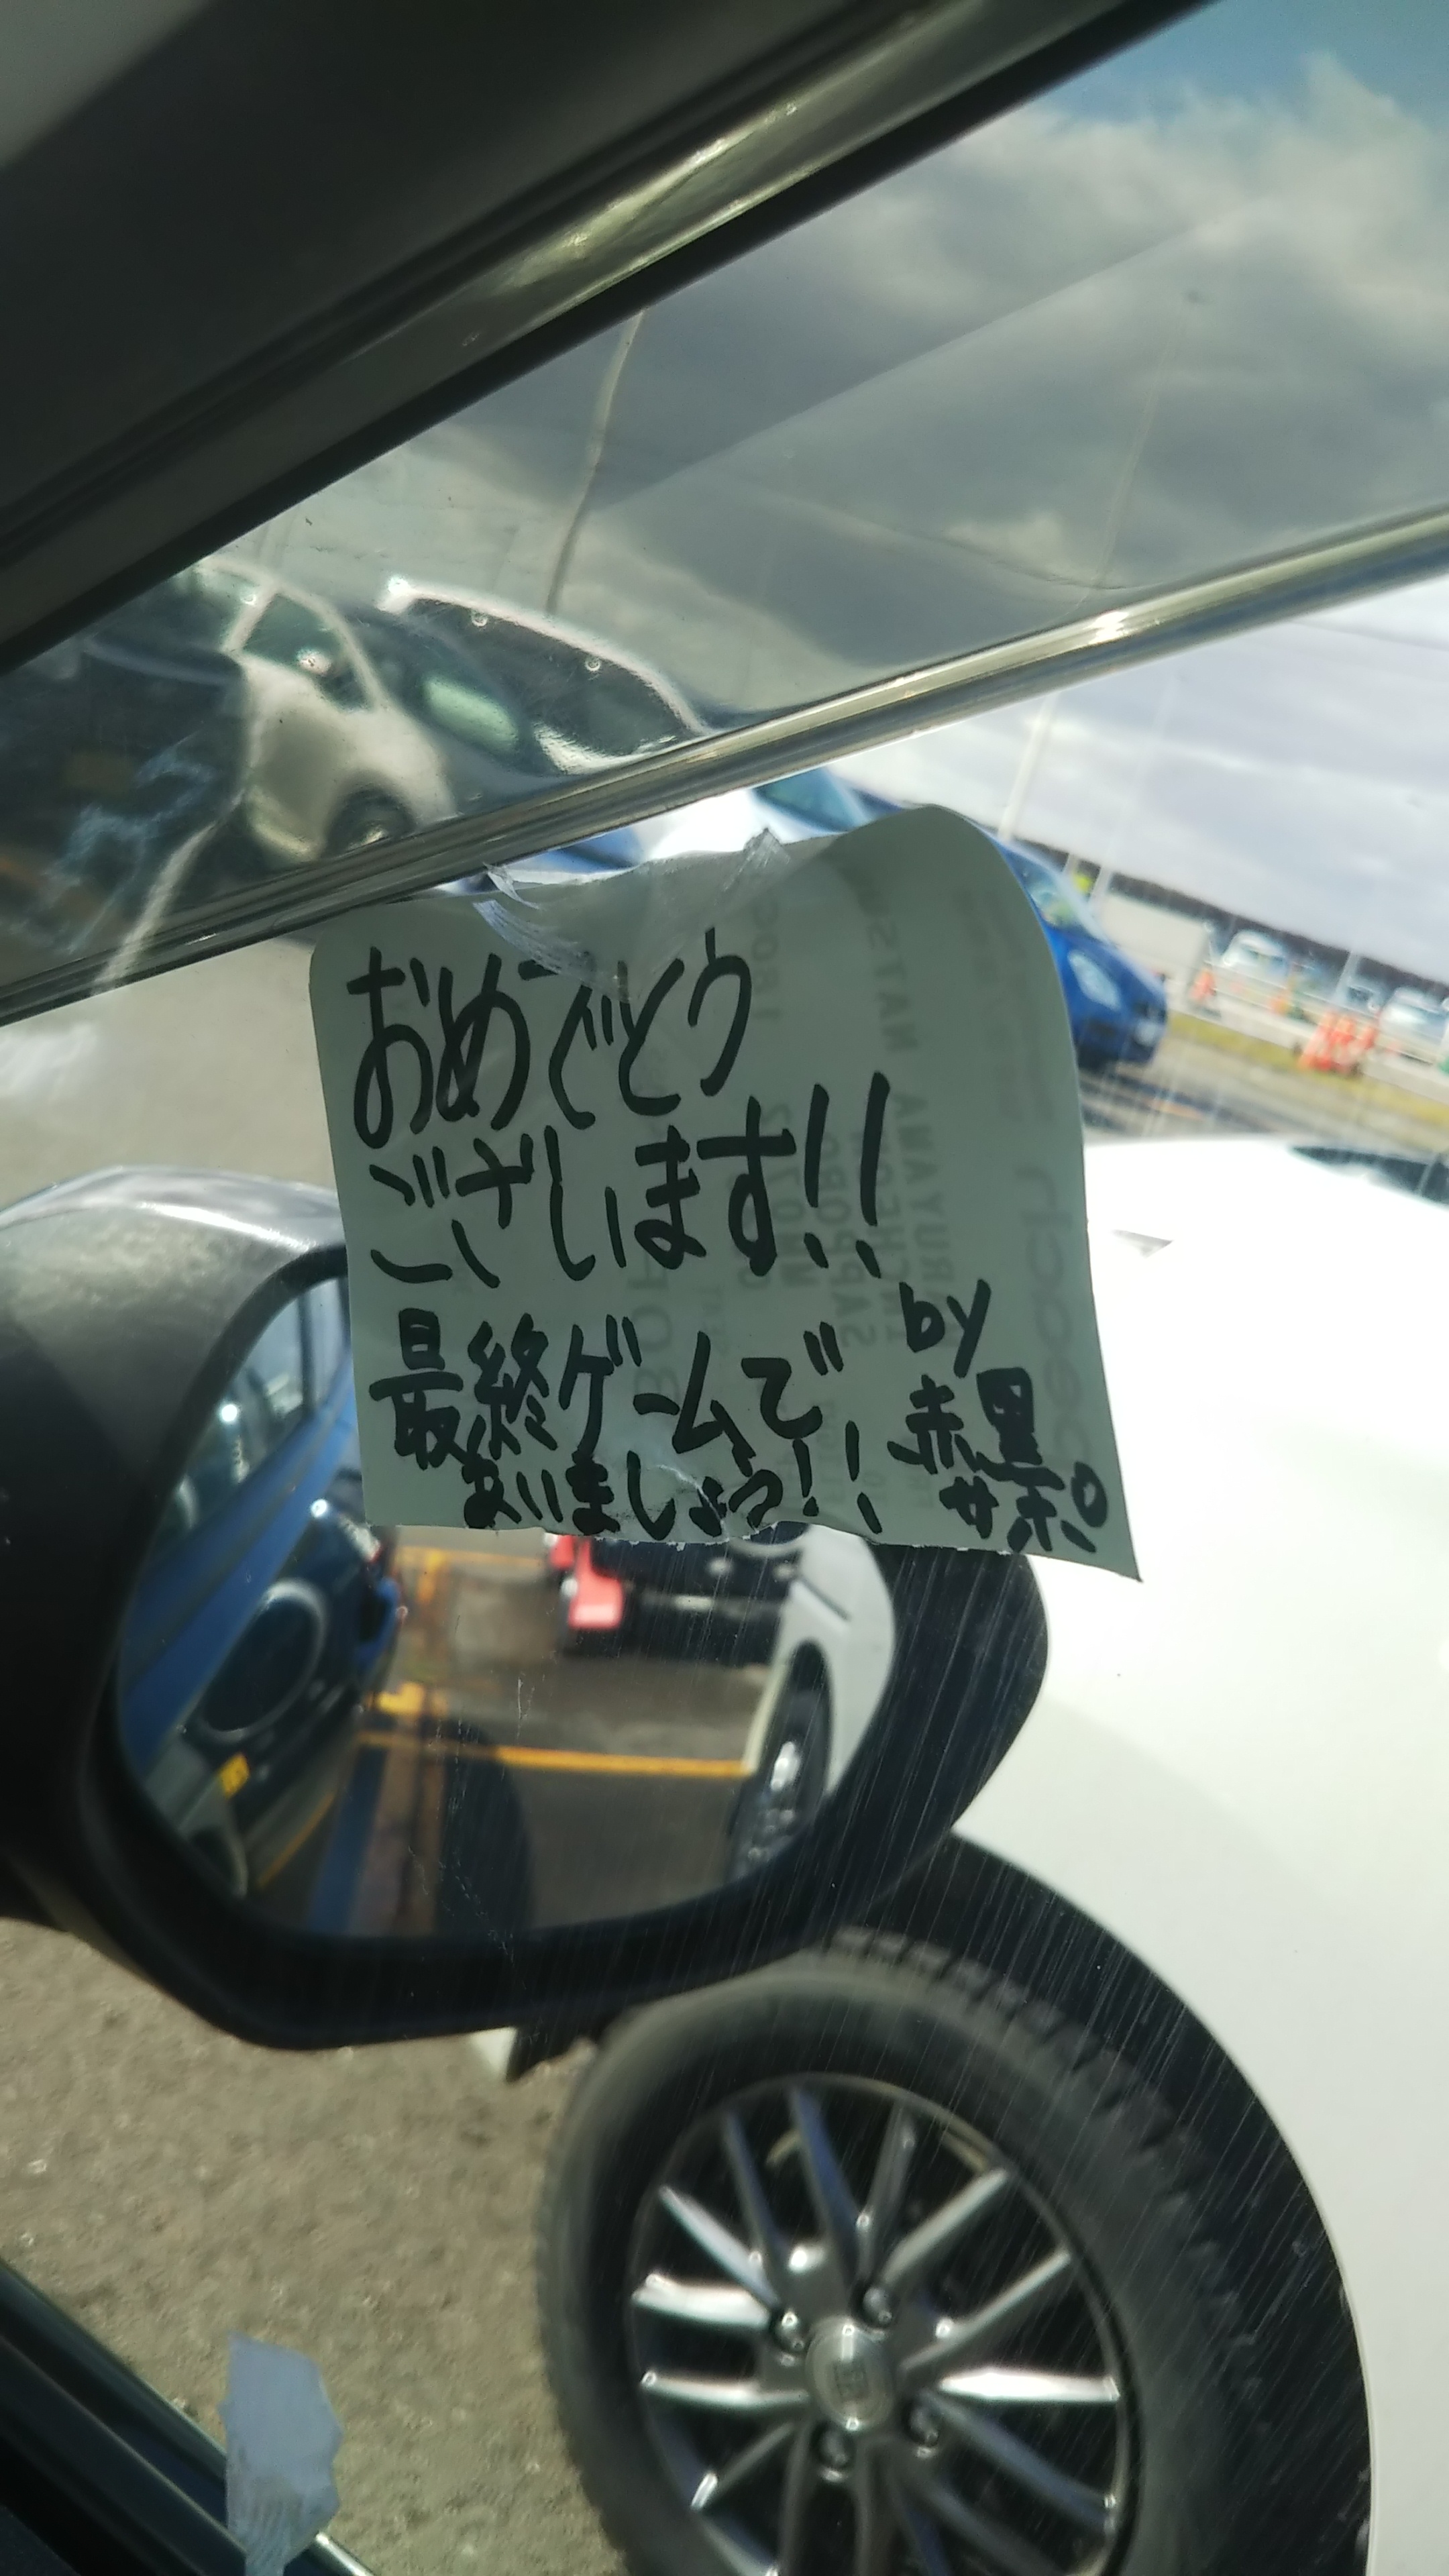 おめでとう
ございます!!
最終ゲームで
あいましょう!!
by
赤黒
サポ